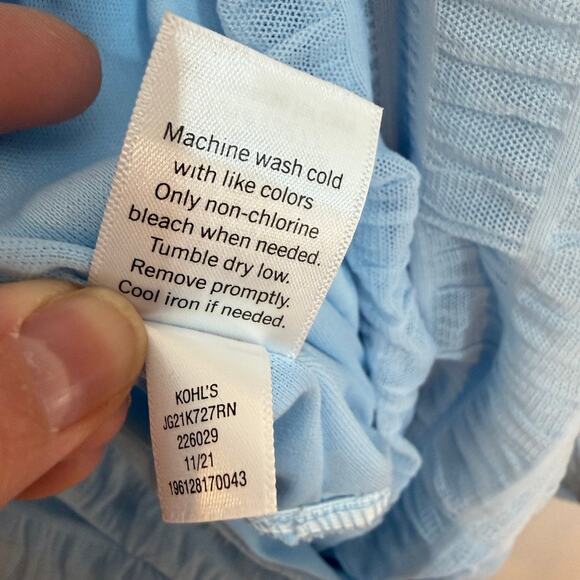 Machine wash cold
with like colors
Only non-chlorine
bleach when needed.
Tumble dry low.
Remove promptly.
Cool iron if needed.
KOHL'S
JG21K727RN
226029
11/21
196128170043